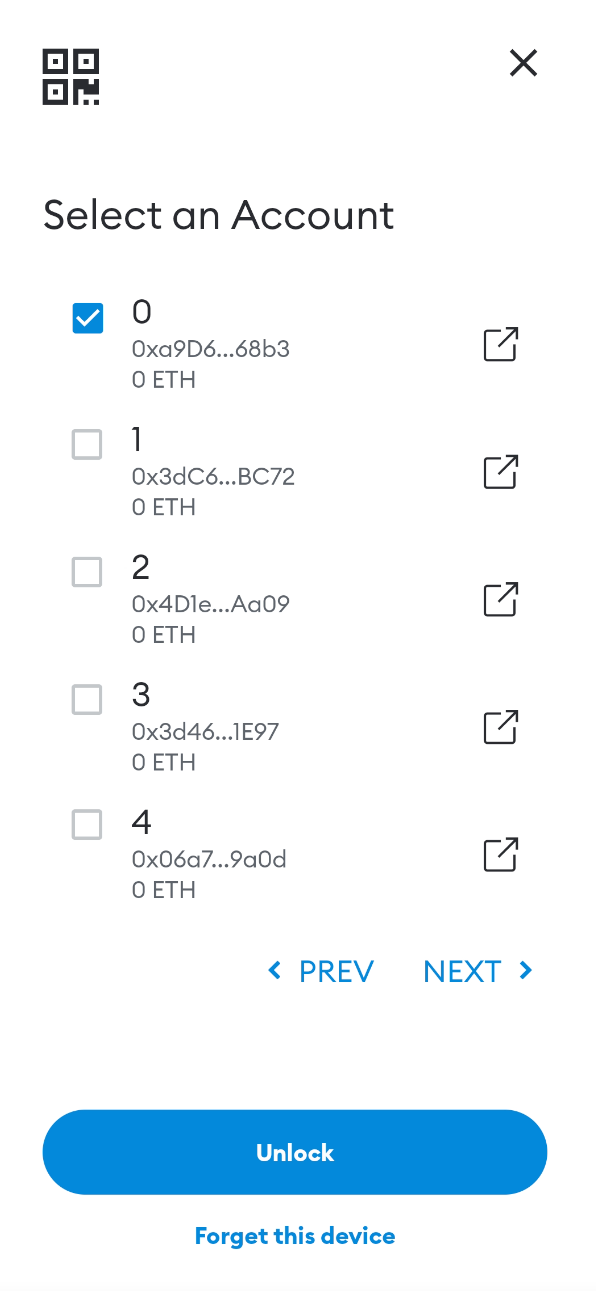 Select an Account
0
0xa9D6...68b3
0 ETH
1
0x3dC6...BC72
0 ETH
2
0x4D1e...Aa09
0 ETH
3
0x3d46...1E97
0 ETH
4
0x06a7...9a0d
0 ETH
PREV NEXT
Unlock
Forget this device